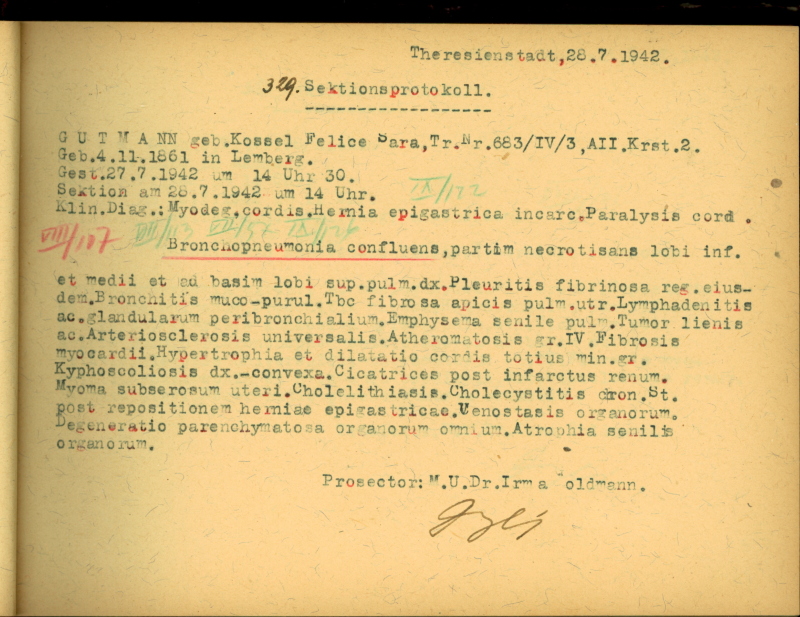 Theresienstadt,28.7.1942.
329.Sektionsprotokoll.
GUTMANN geb.Kossel Felice Sara,Tr.Nr.683/IV/3,AII.Krst.2.
Geb.4.11.1861 in Lemberg.
Gest.27.7.1942 um 14 Uhr 30.
Sektion am 28.7.1942 um 14 Uhr.
IX/172
Klin.Diag.:Myodeg.cordis.Hernia epigastrica incarc.Paralysis cord .
VIII/107
Bronchopneumonia confluens,partim necrotisans lobi inf.
et medii et ad basim lobi sup.pulm.dx.Pleuritis fibrinosa reg.eius-
dem.Bronchitis muco-purul.Tbc fibrosa apicis pulm.utr.Lymphadenitis
ac.glandularum peribronchialium.Emphysema senile pulm.Tumor lienis
ac.Arteriosclerosis universalis.Atheromatosis gr.IV.Fibrosis
myocardii.Hypertrophia et dilatatio cordis totius min.gr.
Kyphoscoliosis dx.-convexa.Cicatrices post infarctus renum.
Myoma subserosum uteri.Cholelithiasis.Cholecystitis chron.St.
post repositionem herniae epigastricae.Venostasis organorum.
Degeneratio parenchymatosa organorum omnium.Atrophia senilis
organorum.
Prosector:M.U.Dr.Irma oldmann.